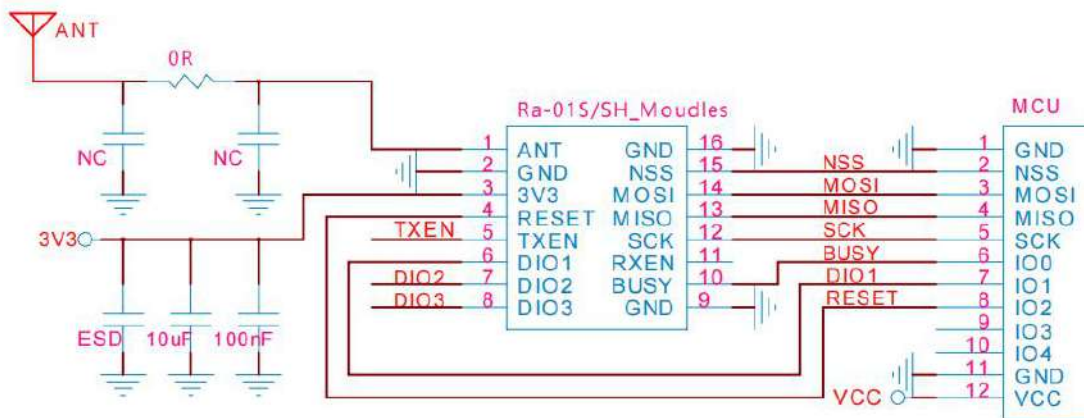 ANT
0R
NC
NC
3V3
ESD
10uF
100nF
Ra-01S/SH_Moudles
1 ANT GND 16
2 GND NSS 15
3 3V3 MOSI 14
4 RESET MISO 13
TXEN 5 TXEN SCK 12
6 DIO1 RXEN 11
DIO2 7 DIO2 BUSY 10
DIO3 8 DIO3 GND 9
NSS
MOSI
MISO
SCK
BUSY
DIO1
RESET
VCC
MCU
1 GND
2 NSS
3 MOSI
4 MISO
5 SCK
6 IO0
7 IO1
8 IO2
9 IO3
10 IO4
11 GND
12 VCC